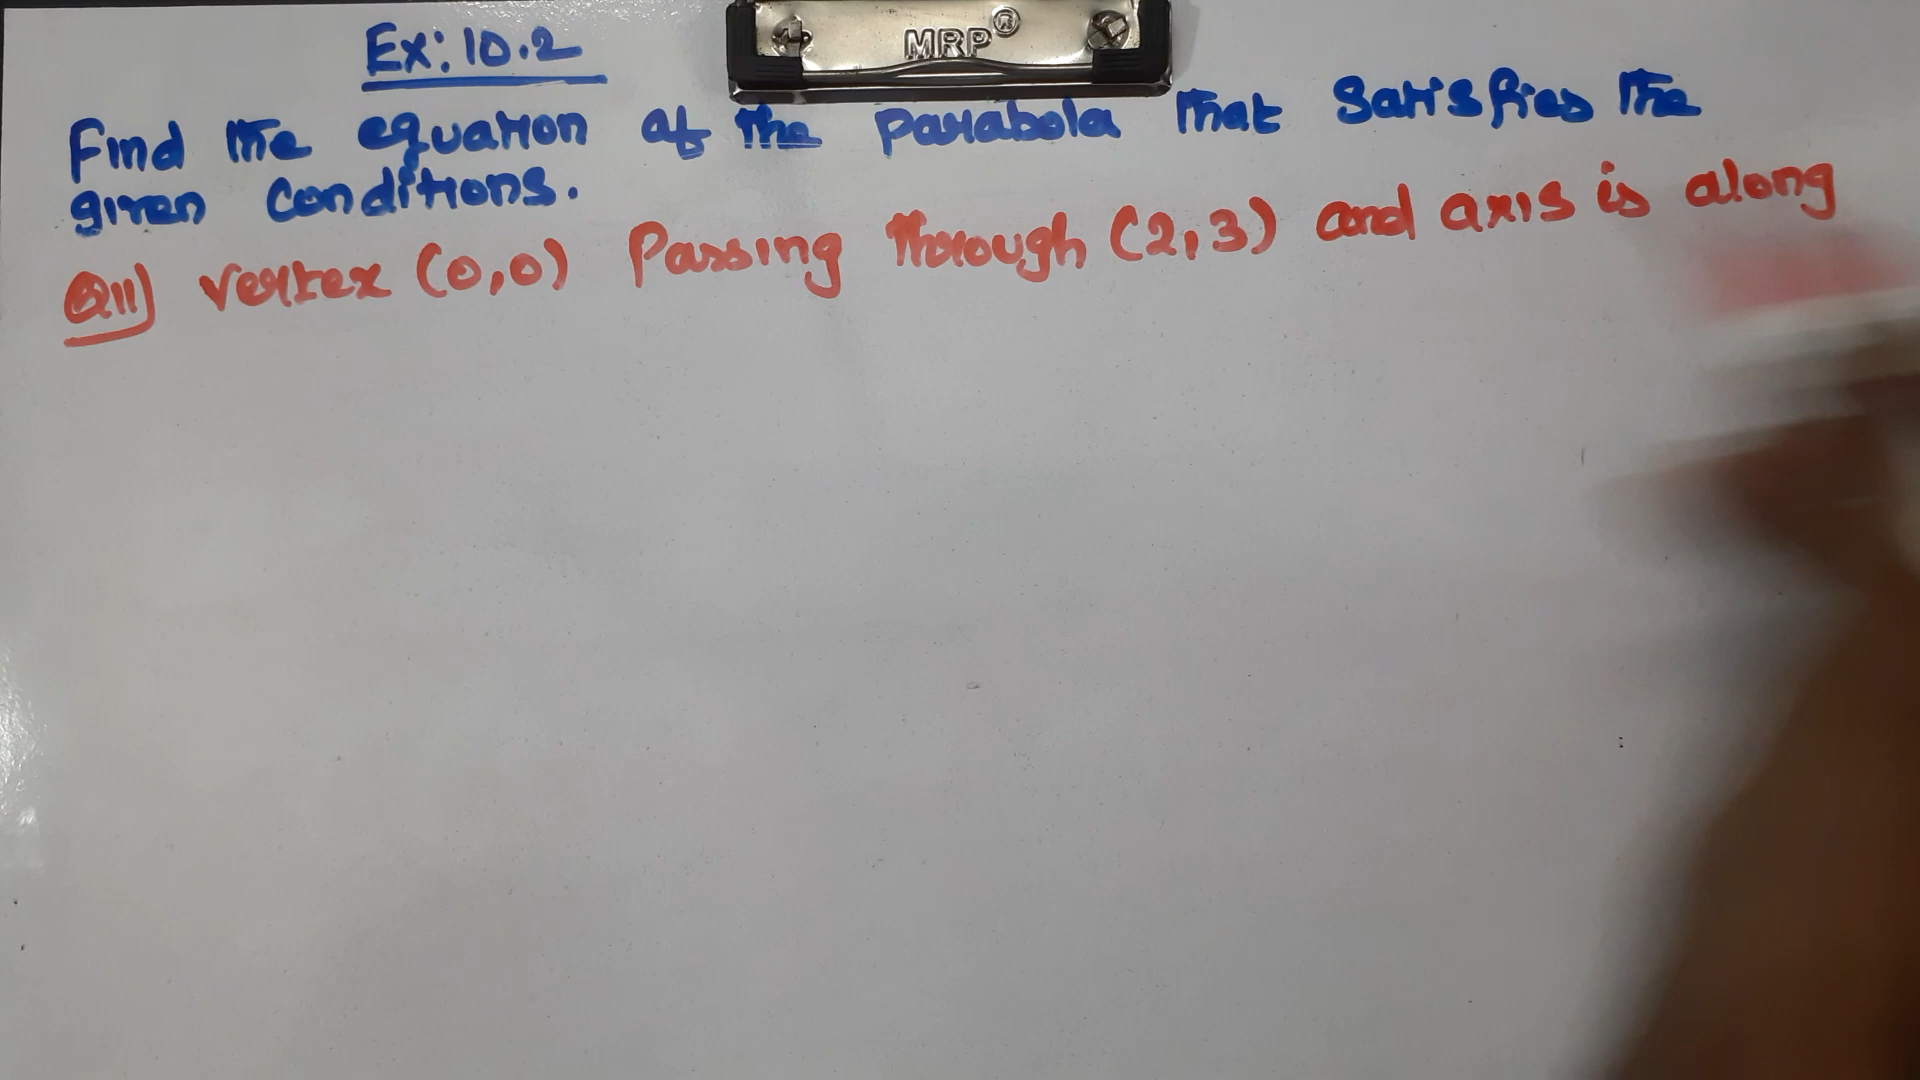 Ex: 10.2
MRP®
Find the equation of the parabola that satisfies the
given conditions.
Q11) vertex (0,0) Passing through (2,3) and axis is along